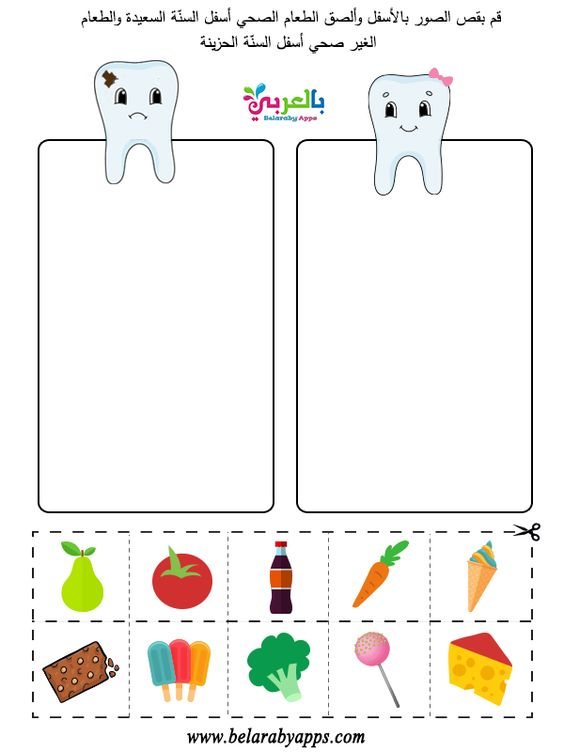 قم بقص الصور بالأسفل وألصق الطعام الصحي أسفل السنّة السعيدة والطعام
الغير صحي أسفل السنّة الحزينة
بالعربي
Belaraby Apps
www.belarabyapps.com